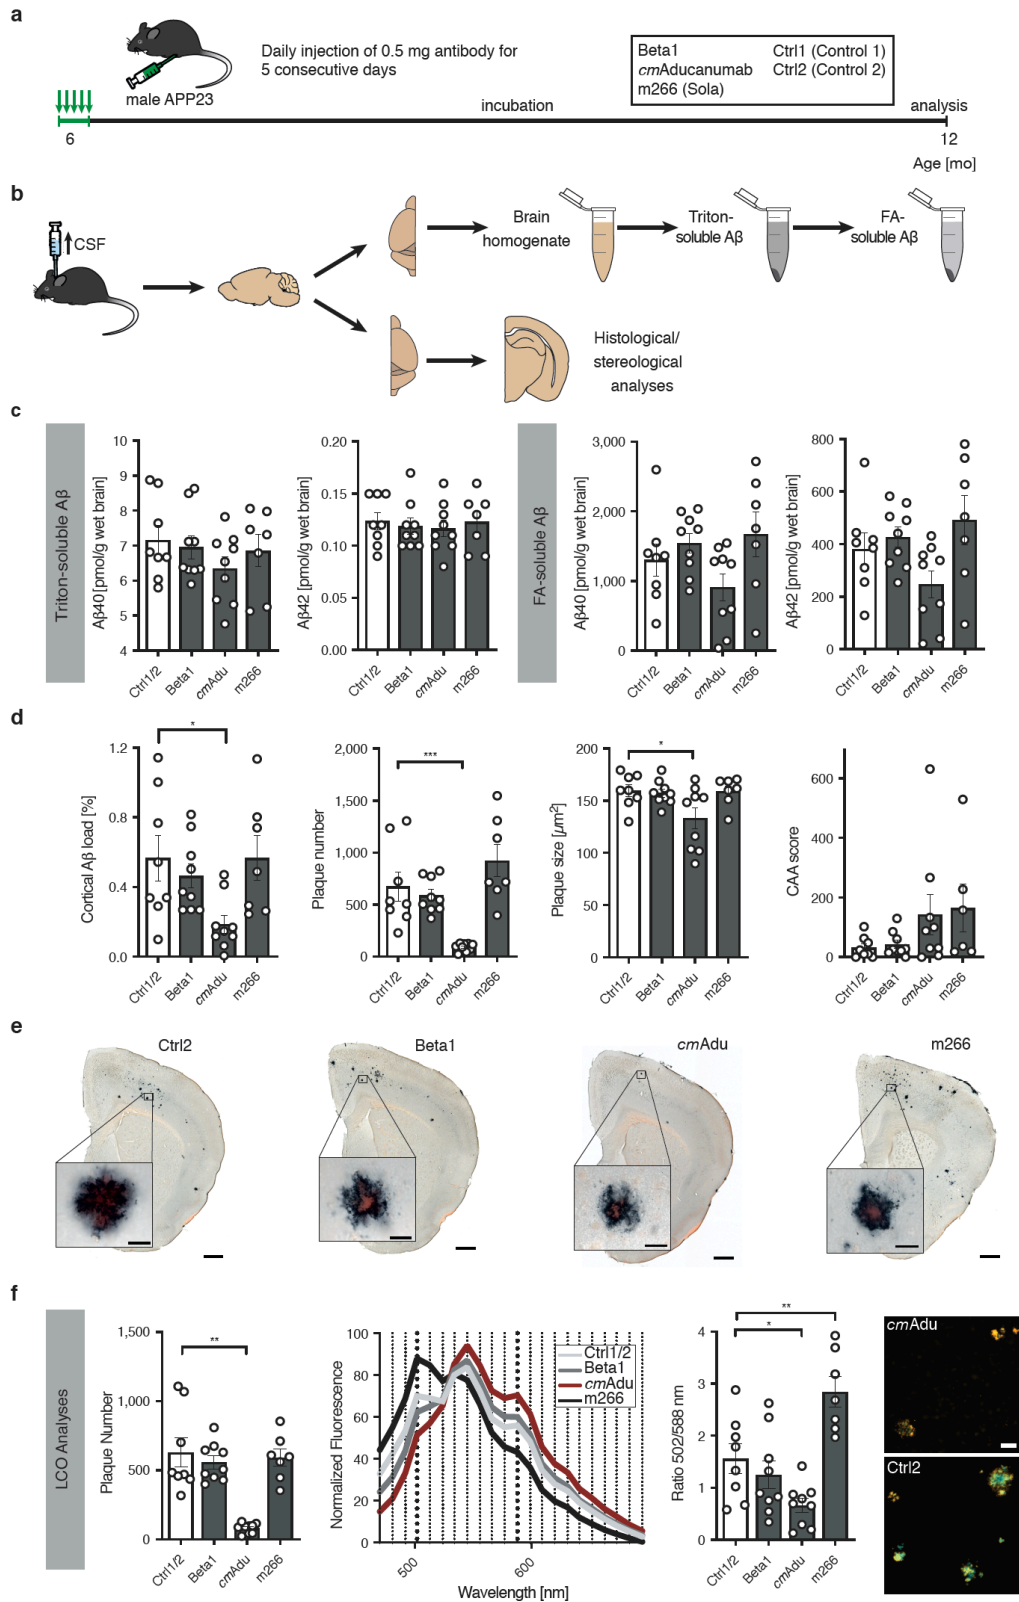 a
Daily injection of 0.5 mg antibody for
5 consecutive days
Beta1
cmAducanumab
m266 (Sola)
Ctrl1 (Control 1)
Ctrl2 (Control 2)
male APP23
incubation
analysis
6
12
Age [mo]
b
CSF
Brain
homogenate
Triton-
soluble Aβ
FA-
soluble Aβ
Histological/
stereological
analyses
c
Triton-soluble Aβ
Aβ40 [pmol/g wet brain]
10
9
8
7
6
5
4
Ctrl1/2
Beta1
cmAdu
m266
Aβ42 [pmol/g wet brain]
0.20
0.15
0.10
0.05
0.00
Ctrl1/2
Beta1
cmAdu
m266
FA-soluble Aβ
Aβ40 [pmol/g wet brain]
3,000
2,000
1,000
0
Ctrl1/2
Beta1
cmAdu
m266
Aβ42 [pmol/g wet brain]
800
600
400
200
0
Ctrl1/2
Beta1
cmAdu
m266
d
Cortical Aβ load [%]
1.2
0.8
0.4
0.0
*
Ctrl1/2
Beta1
cmAdu
m266
Plaque number
2,000
1,500
1,000
500
0
***
Ctrl1/2
Beta1
cmAdu
m266
Plaque size [µm²]
200
150
100
50
0
*
Ctrl1/2
Beta1
cmAdu
m266
CAA score
600
400
200
0
Ctrl1/2
Beta1
cmAdu
m266
e
Ctrl2
Beta1
cmAdu
m266
f
LCO Analyses
Plaque Number
1,500
1,000
500
0
**
Ctrl1/2
Beta1
cmAdu
m266
Normalized Fluorescence
100
80
60
40
20
0
Ctrl1/2
Beta1
cmAdu
m266
500
600
Wavelength [nm]
Ratio 502/588 nm
4
3
2
1
0
**
*
Ctrl1/2
Beta1
cmAdu
m266
cmAdu
Ctrl2